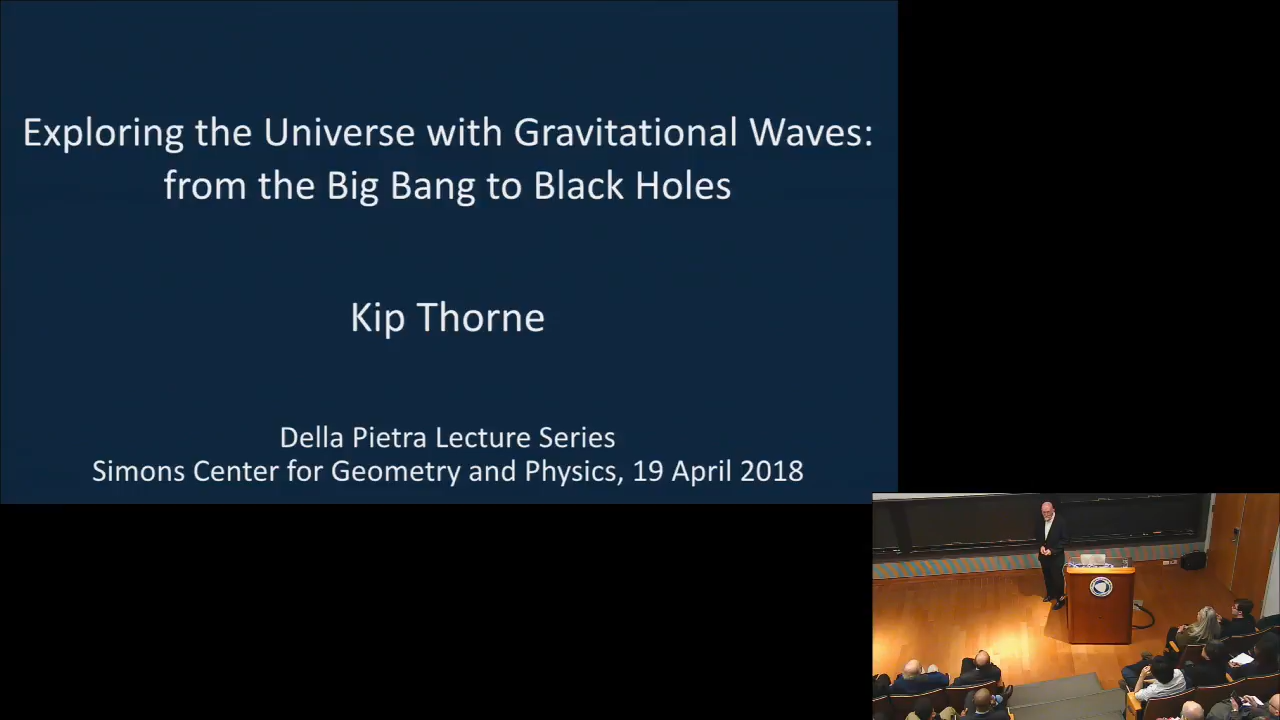 Exploring the Universe with Gravitational Waves:
from the Big Bang to Black Holes
Kip Thorne
Della Pietra Lecture Series
Simons Center for Geometry and Physics, 19 April 2018